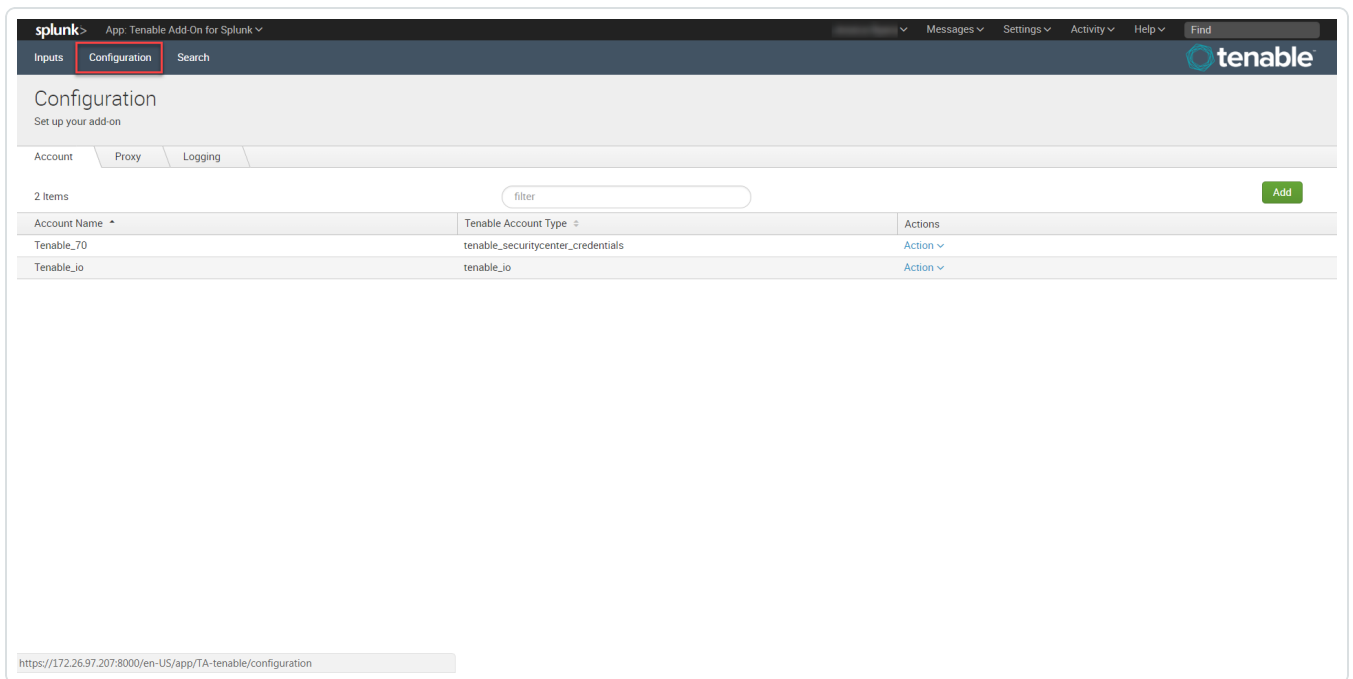 splunk> App: Tenable Add-On for Splunk Messages Settings Activity Help Find
Inputs Configuration Search tenable
Configuration
Set up your add-on
Account Proxy Logging
2 Items filter Add
Account Name Tenable Account Type Actions
Tenable_70 tenable_securitycenter_credentials Action
Tenable_io tenable_io Action
https://172.26.97.207:8000/en-US/app/TA-tenable/configuration